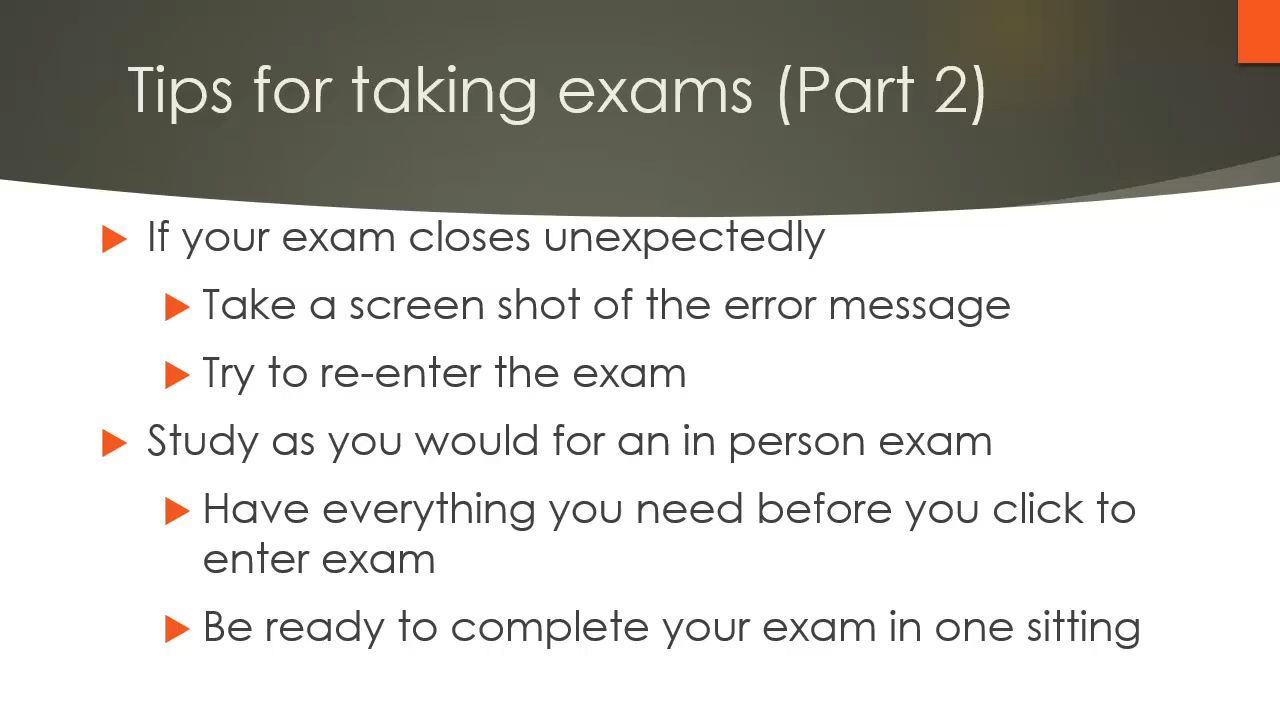 Tips for taking exams (Part 2)
If your exam closes unexpectedly
Take a screen shot of the error message
Try to re-enter the exam
Study as you would for an in person exam
Have everything you need before you click to
enter exam
Be ready to complete your exam in one sitting